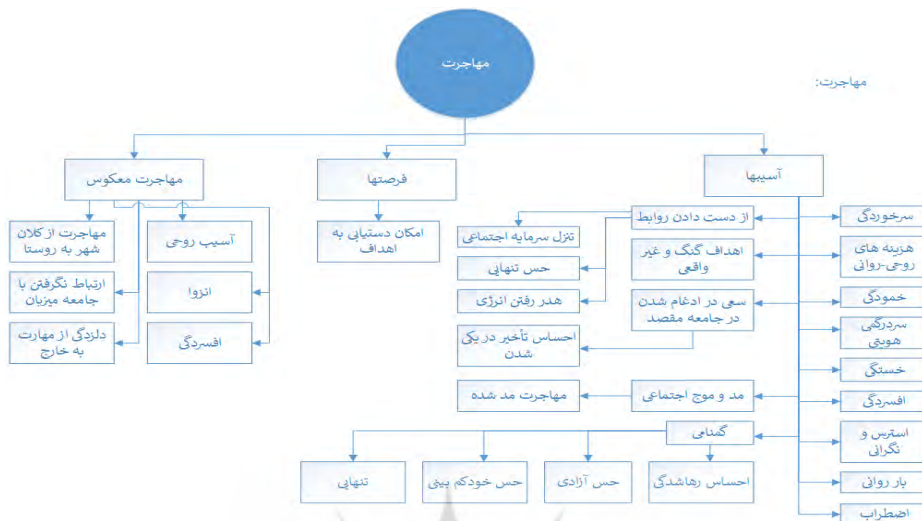 مهاجرت
مهاجرت:
آسیبها
فرصتها
مهاجرت معکوس
سرخوردگی
هزینه های
روحی-روانی
خمودگی
سردرگمی
هویتی
خستگی
افسردگی
استرس و
نگرانی
بار روانی
اضطراب
از دست دادن روابط
اهداف گنگ و غیر
واقعی
سعی در ادغام شدن
در جامعه مقصد
مد و موج اجتماعی
گمنامی
تنزل سرمایه اجتماعی
حس تنهایی
هدر رفتن انرژی
احساس تأخیر در یکی
شدن
مهاجرت مد شده
احساس رهاشدگی
حس آزادی
حس خودکم بینی
تنهایی
امکان دستیابی به
اهداف
آسیب روحی
انزوا
افسردگی
مهاجرت از کلان
شهر به روستا
ارتباط نگرفتن با
جامعه میزبان
دلزدگی از مهارت
به خارج